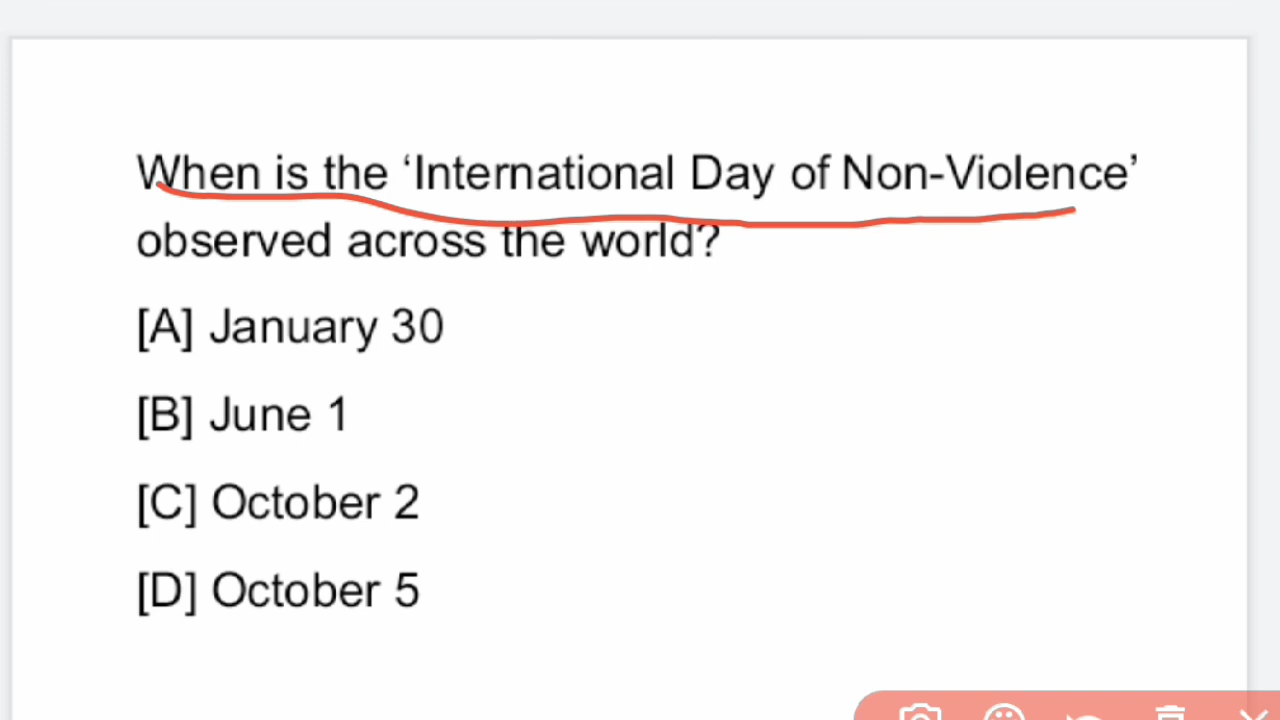 When is the ‘International Day of Non-Violence’
observed across the world?
[A] January 30
[B] June 1
[C] October 2
[D] October 5